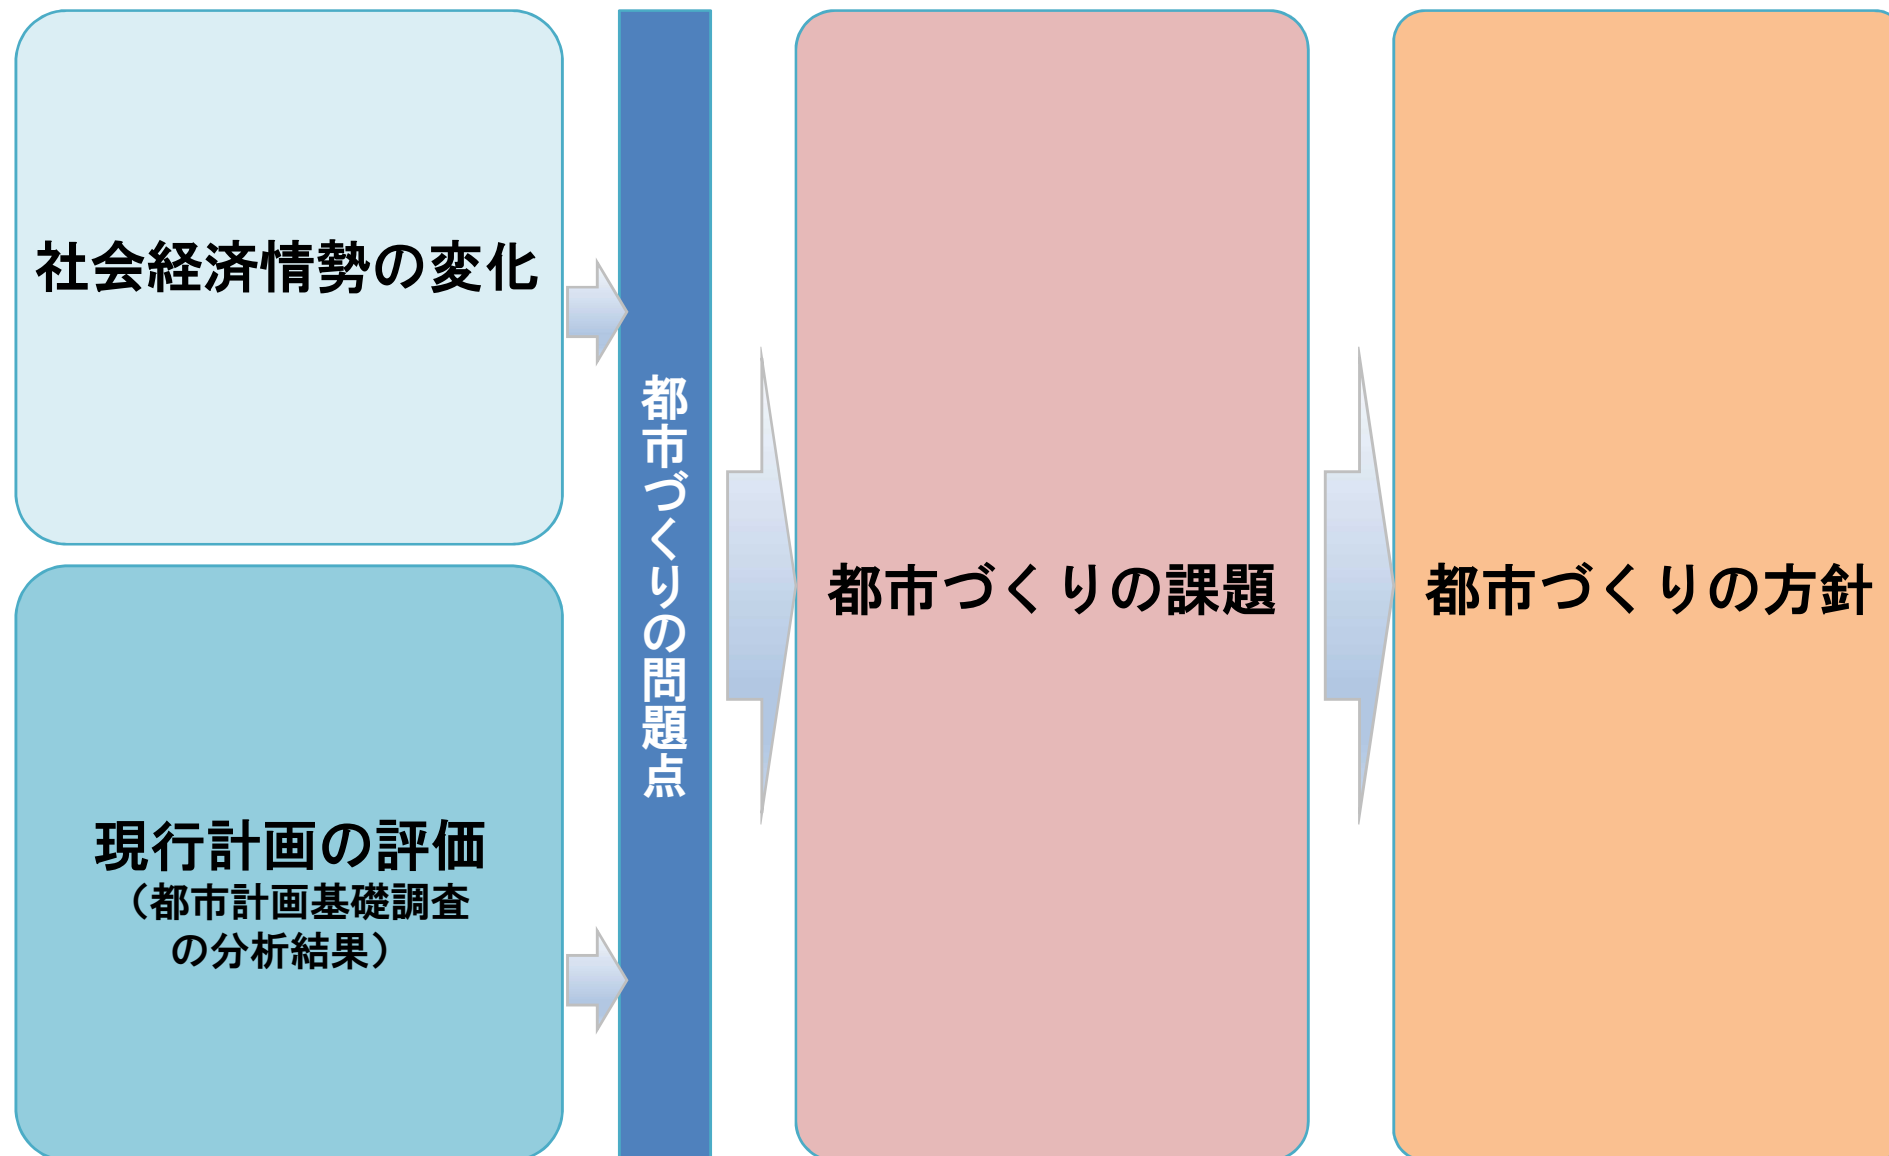 社会経済情勢の変化
現行計画の評価
（都市計画基礎調査
の分析結果）
都市づくりの問題点
都市づくりの課題
都市づくりの方針